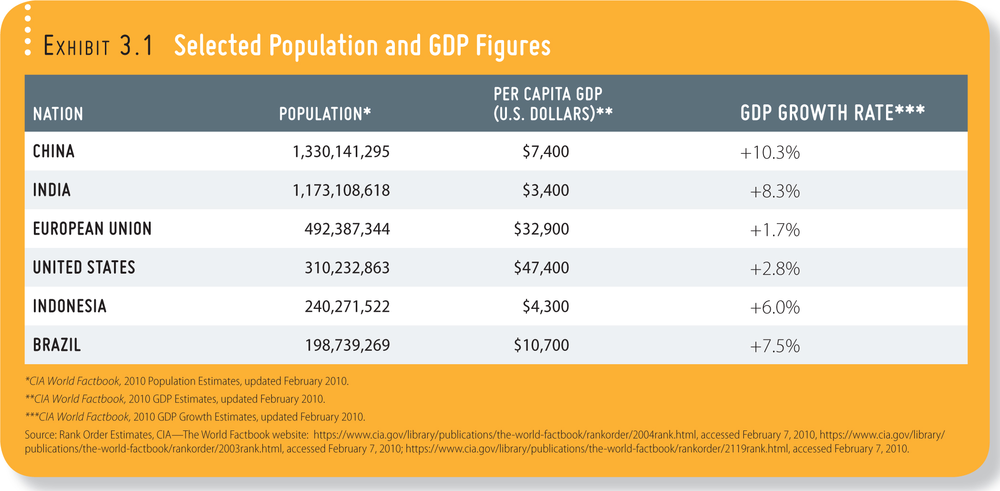 EXHIBIT 3.1 Selected Population and GDP Figures
NATION POPULATION* PER CAPITA GDP (U.S. DOLLARS)** GDP GROWTH RATE***
CHINA 1,330,141,295 $7,400 +10.3%
INDIA 1,173,108,618 $3,400 +8.3%
EUROPEAN UNION 492,387,344 $32,900 +1.7%
UNITED STATES 310,232,863 $47,400 +2.8%
INDONESIA 240,271,522 $4,300 +6.0%
BRAZIL 198,739,269 $10,700 +7.5%
*CIA World Factbook, 2010 Population Estimates, updated February 2010.
**CIA World Factbook, 2010 GDP Estimates, updated February 2010.
***CIA World Factbook, 2010 GDP Growth Estimates, updated February 2010.
Source: Rank Order Estimates, CIA—The World Factbook website: https://www.cia.gov/library/publications/the-world-factbook/rankorder/2004rank.html, accessed February 7, 2010, https://www.cia.gov/library/
publications/the-world-factbook/rankorder/2003rank.html, accessed February 7, 2010; https://www.cia.gov/library/publications/the-world-factbook/rankorder/2119rank.html, accessed February 7, 2010.